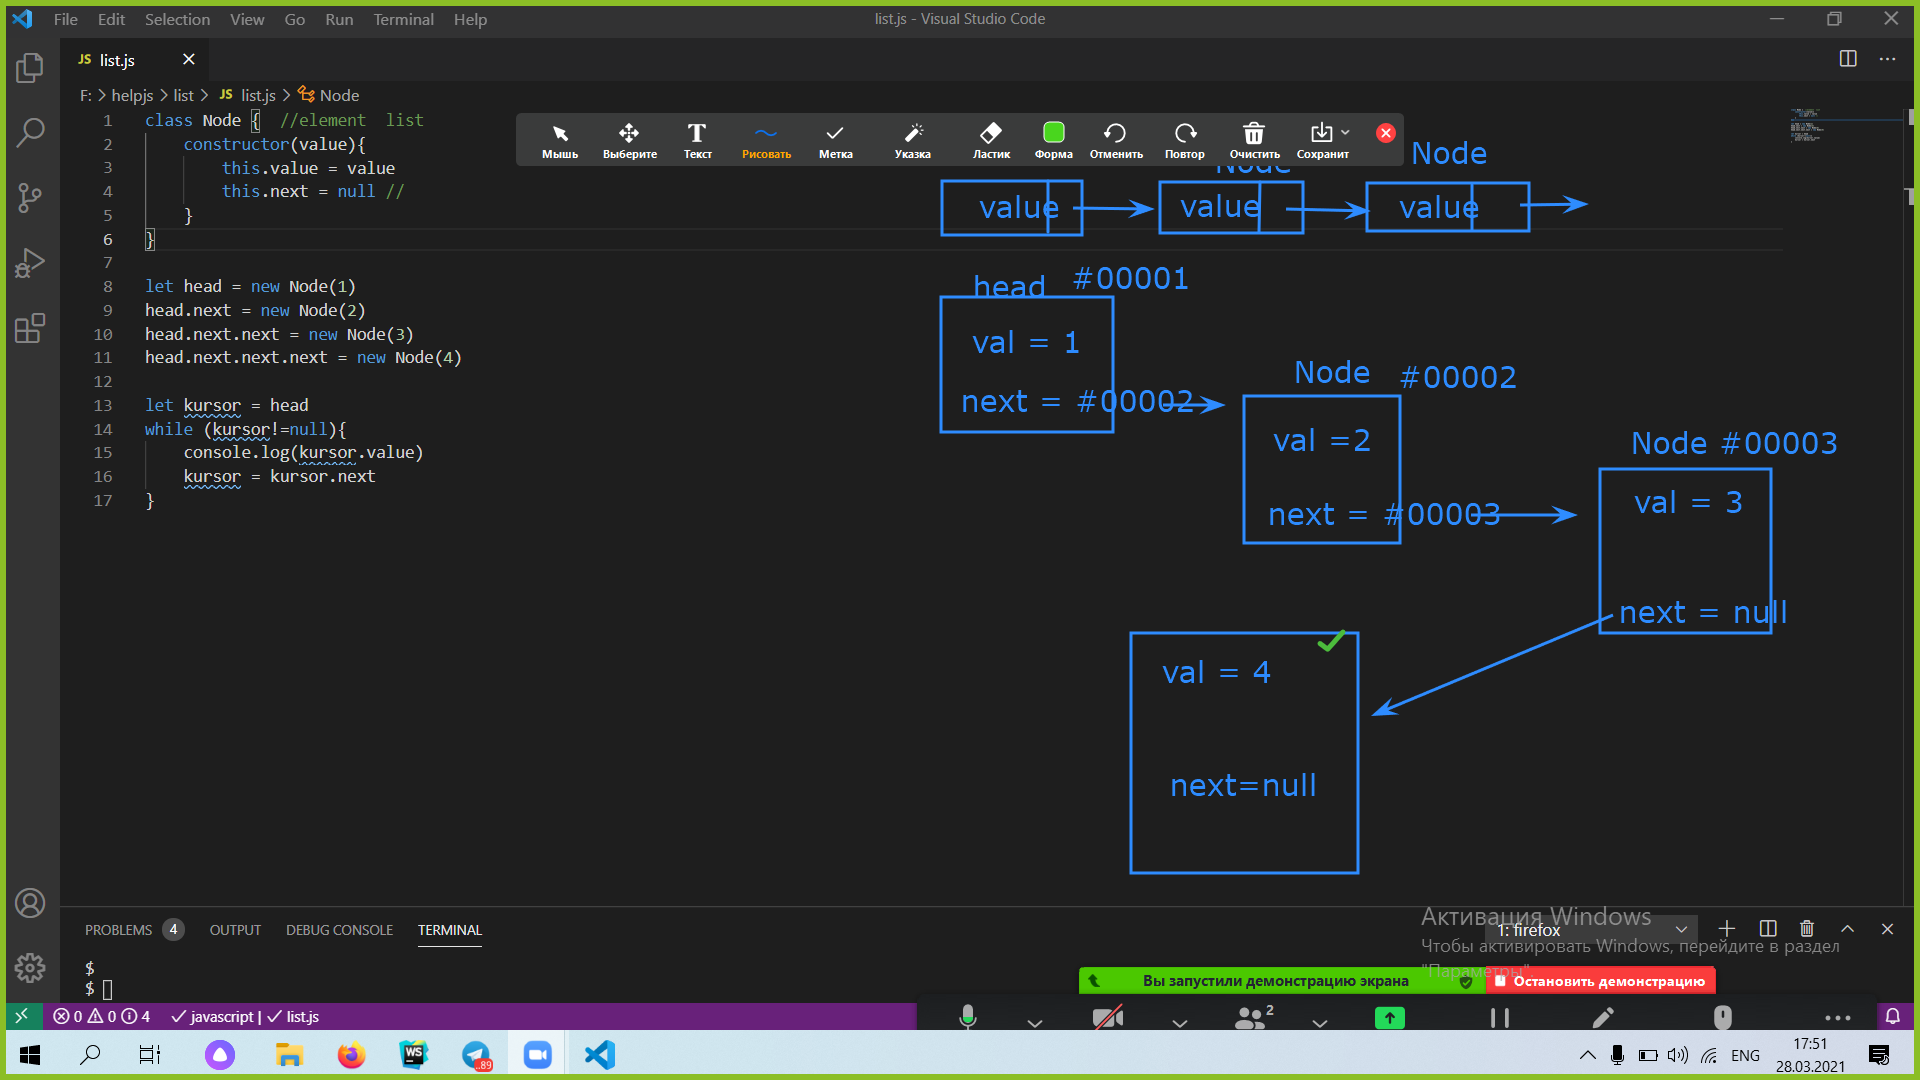 File Edit Selection View Go Run Terminal Help
list.js - Visual Studio Code
JS list.js
F: > helpjs > list > JS list.js > Node
1 class Node { //element list
2 constructor(value){
3 this.value = value
4 this.next = null //
5 }
6 }
7
8 let head = new Node(1)
9 head.next = new Node(2)
10 head.next.next = new Node(3)
11 head.next.next.next = new Node(4)
12
13 let kursor = head
14 while (kursor!=null){
15 console.log(kursor.value)
16 kursor = kursor.next
17 }
Мышь Выберите Текст Рисовать Метка Указка Ластик Форма Отменить Повтор Очистить Сохранит
Node Node
value value value
head #00001
val = 1
next = #00002
Node #00002
val =2
next = #00003
Node #00003
val = 3
next = null
val = 4
next=null
PROBLEMS 4 OUTPUT DEBUG CONSOLE TERMINAL
1: firefox
$
$
Активация Windows
Чтобы активировать Windows, перейдите в раздел
"Параметры".
Вы запустили демонстрацию экрана
Остановить демонстрацию
0 0 4 javascript | list.js
2
WS
..89
ENG
17:51
28.03.2021